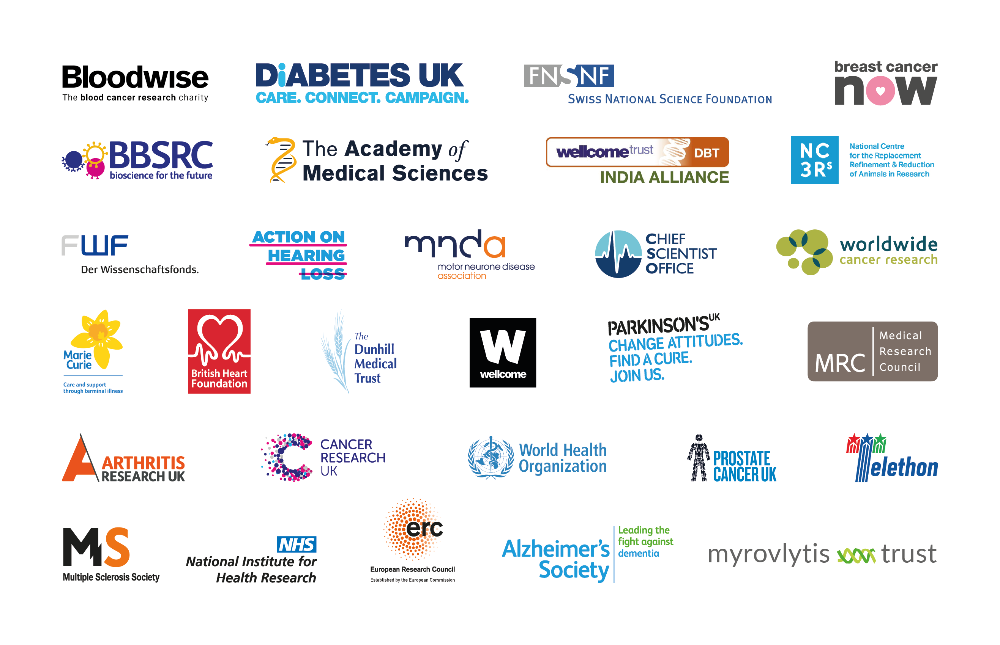 Bloodwise
The blood cancer research charity
DiABETES UK
CARE. CONNECT. CAMPAIGN.
FNSNF
SWISS NATIONAL SCIENCE FOUNDATION
breast cancer
now
BBSRC
bioscience for the future
The Academy of
Medical Sciences
wellcometrust DBT
INDIA ALLIANCE
NC
3Rs
National Centre
for the Replacement
Refinement & Reduction
of Animals in Research
FWF
Der Wissenschaftsfonds.
ACTION ON
HEARING
LOSS
mnda
motor neurone disease
association
CHIEF
SCIENTIST
OFFICE
worldwide
cancer research
Marie
Curie
Care and support
through terminal illness
British Heart
Foundation
The
Dunhill
Medical
Trust
W
wellcome
PARKINSON'S UK
CHANGE ATTITUDES.
FIND A CURE.
JOIN US.
MRC
Medical
Research
Council
A
ARTHRITIS
RESEARCH UK
C
CANCER
RESEARCH
UK
World Health
Organization
PROSTATE
CANCER UK
Telethon
MS
Multiple Sclerosis Society
NHS
National Institute for
Health Research
erc
European Research Council
Established by the European Commission
Alzheimer's
Society
Leading the
fight against
dementia
myrovlytis trust